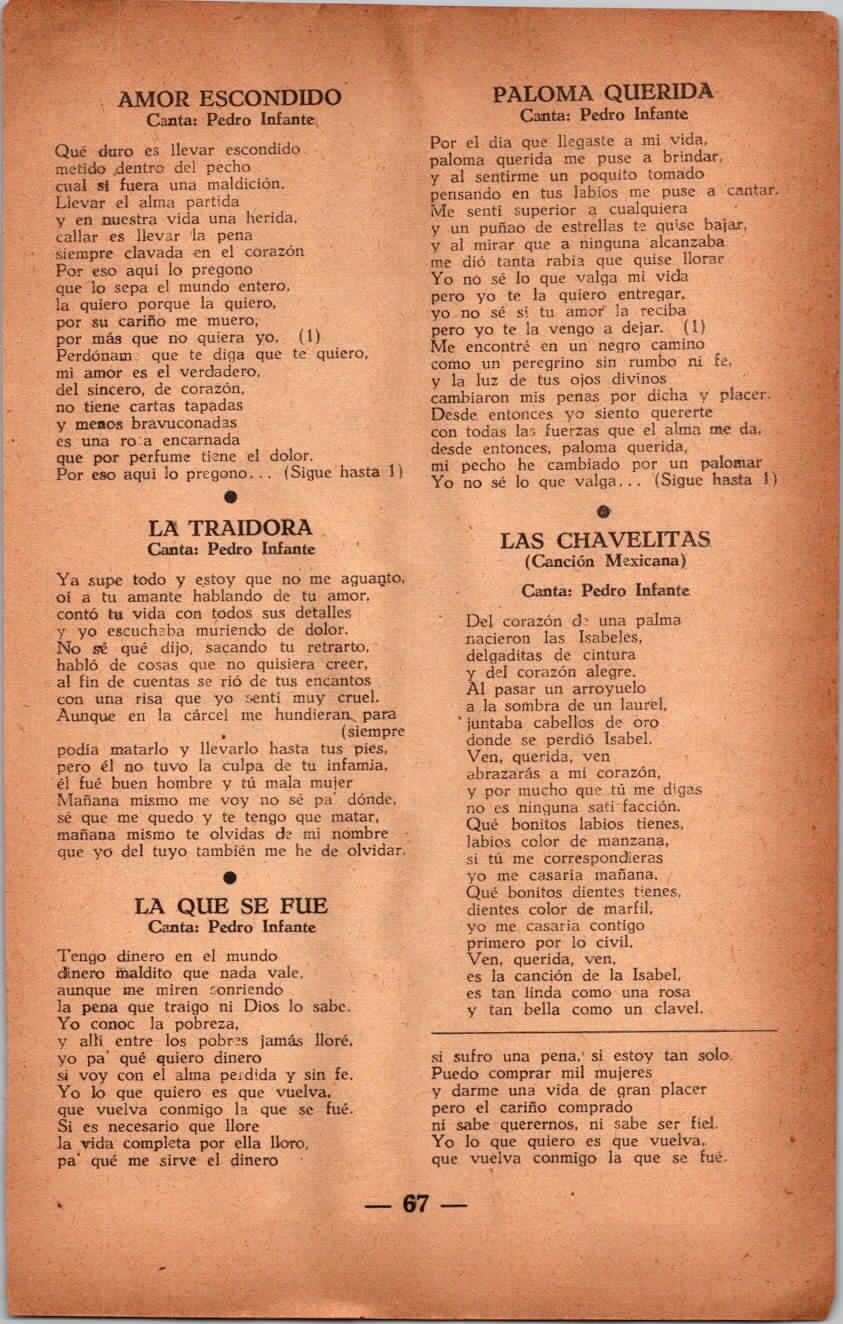 AMOR ESCONDIDO
Canta: Pedro Infante
Qué duro es llevar escondido
metido dentro del pecho
cual si fuera una maldición.
Llevar el alma partida
y en nuestra vida una herida,
callar es llevar la pena
siempre clavada en el corazón
Por eso aquí lo pregono
que lo sepa el mundo entero,
la quiero porque la quiero,
por su cariño me muero,
por más que no quiera yo. (1)
Perdónam que te diga que te quiero,
mi amor es el verdadero,
del sincero, de corazón,
no tiene cartas tapadas
y menos bravuconadas
es una ro a encarnada
que por perfume tiene el dolor.
Por eso aquí lo pregono... (Sigue hasta 1)
●
LA TRAIDORA
Canta: Pedro Infante
Ya supe todo y estoy que no me aguanto,
oí a tu amante hablando de tu amor,
contó tu vida con todos sus detalles
y yo escuchaba muriendo de dolor.
No sé qué dijo, sacando tu retrarto,
habló de cosas que no quisiera creer,
al fin de cuentas se rió de tus encantos
con una risa que yo sentí muy cruel.
Aunque en la cárcel me hundieran para
(siempre
podía matarlo y llevarlo hasta tus pies,
pero él no tuvo la culpa de tu infamia,
él fué buen hombre y tú mala mujer
Mañana mismo me voy no sé pa' dónde,
sé que me quedo y te tengo que matar,
mañana mismo te olvidas de mi nombre
que yo del tuyo también me he de olvidar.
●
LA QUE SE FUE
Canta: Pedro Infante
Tengo dinero en el mundo
dinero maldito que nada vale,
aunque me miren sonriendo
la pena que traigo ni Dios lo sabe.
Yo conoc la pobreza,
y allí entre los pobres jamás lloré,
yo pa' qué quiero dinero
si voy con el alma perdida y sin fe.
Yo lo que quiero es que vuelva,
que vuelva conmigo la que se fué.
Si es necesario que llore
la vida completa por ella lloro,
pa' qué me sirve el dinero
PALOMA QUERIDA
Canta: Pedro Infante
Por el día que llegaste a mi vida,
paloma querida me puse a brindar,
y al sentirme un poquito tomado
pensando en tus labios me puse a cantar.
Me sentí superior a cualquiera
y un puñao de estrellas te quise bajar,
y al mirar que a ninguna alcanzaba
me dió tanta rabia que quise llorar
Yo no sé lo que valga mi vida
pero yo te la quiero entregar,
yo no sé si tu amor la reciba
pero yo te la vengo a dejar. (1)
Me encontré en un negro camino
como un peregrino sin rumbo ni fe,
y la luz de tus ojos divinos
cambiaron mis penas por dicha y placer.
Desde entonces yo siento quererte
con todas las fuerzas que el alma me da,
desde entonces, paloma querida,
mi pecho he cambiado por un palomar
Yo no sé lo que valga... (Sigue hasta 1)
●
LAS CHAVELITAS
(Canción Mexicana)
Canta: Pedro Infante
Del corazón de una palma
nacieron las Isabeles,
delgaditas de cintura
y del corazón alegre.
Al pasar un arroyuelo
a la sombra de un laurel,
juntaba cabellos de oro
donde se perdió Isabel.
Ven, querida, ven
abrazarás a mi corazón,
y por mucho que tú me digas
no es ninguna sati facción.
Qué bonitos labios tienes,
labios color de manzana,
si tú me correspondieras
yo me casaría mañana.
Qué bonitos dientes tienes,
dientes color de marfil,
yo me casaría contigo
primero por lo civil.
Ven, querida, ven,
es la canción de la Isabel,
es tan linda como una rosa
y tan bella como un clavel.
si sufro una pena, si estoy tan solo.
Puedo comprar mil mujeres
y darme una vida de gran placer
pero el cariño comprado
ni sabe querernos, ni sabe ser fiel.
Yo lo que quiero es que vuelva,
que vuelva conmigo la que se fué.
— 67 —